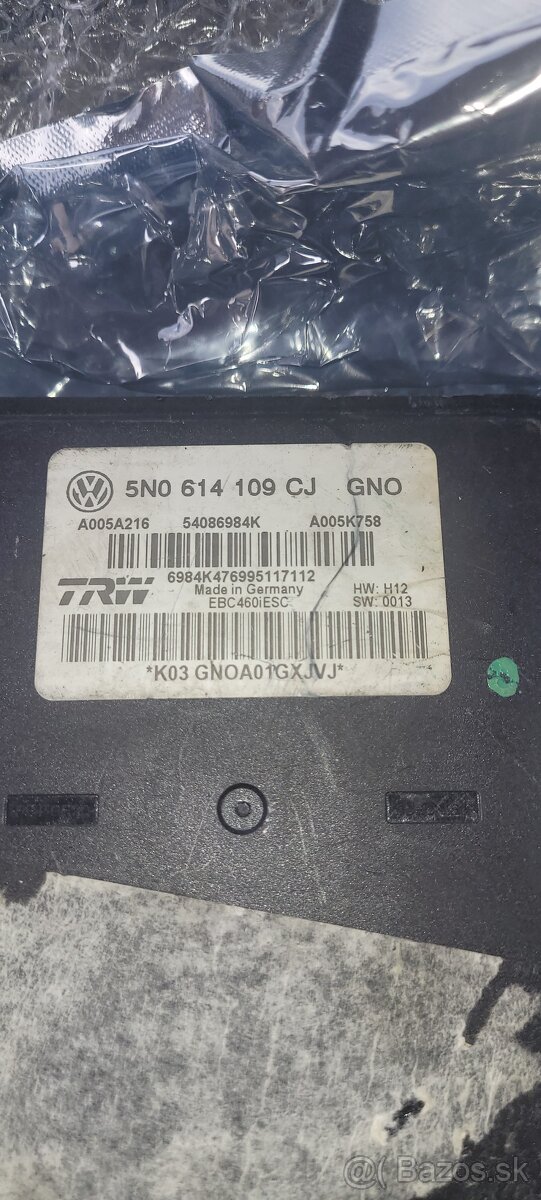 5N0 614 109 CJ GNO
A005A216 54086984K A005K758
6984K476995117112
TRW Made in Germany HW: H12
EBC460iESC SW: 0013
*K03 GNOA01GXJVJ*
Bazos.sk